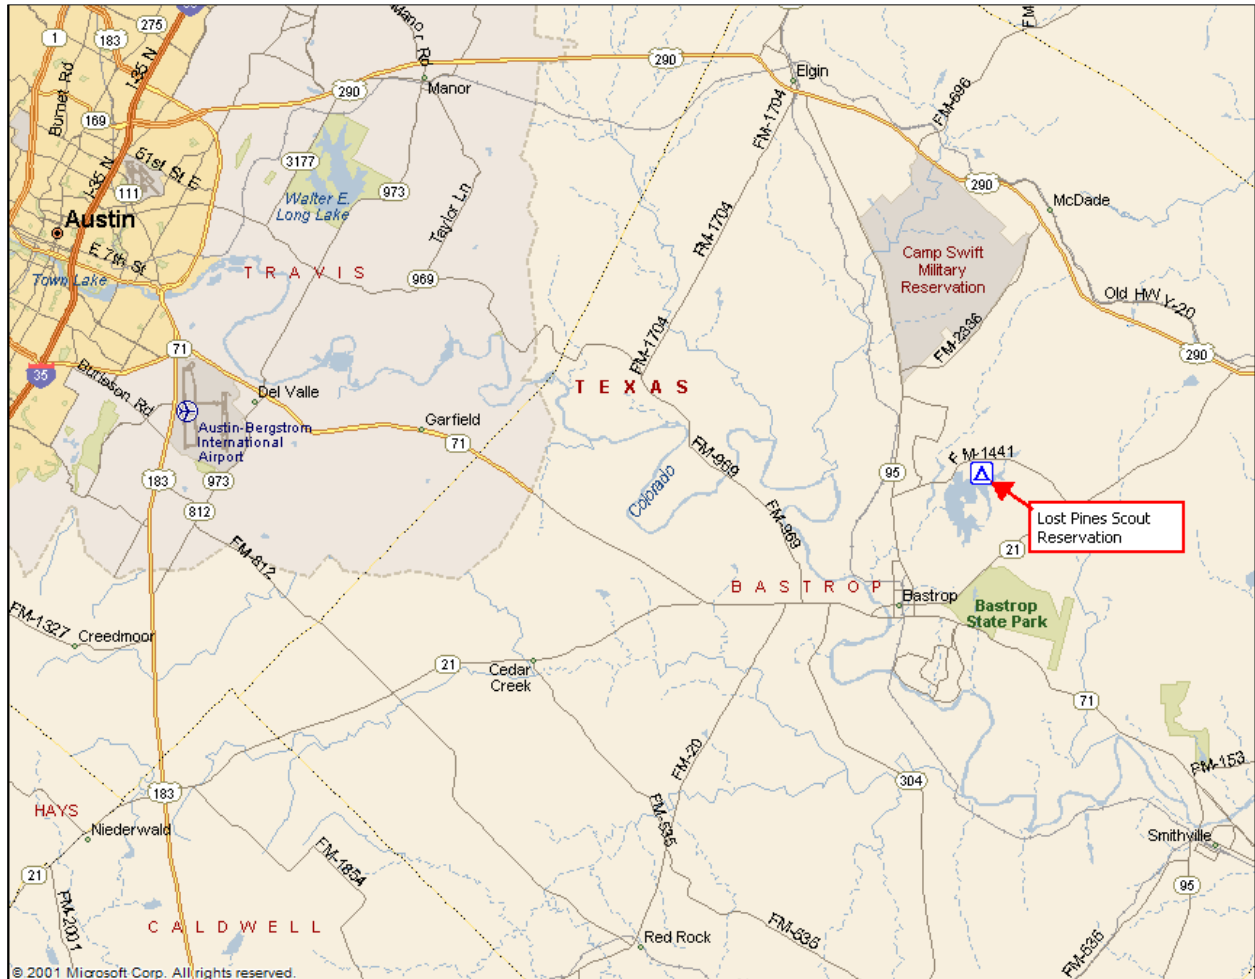 275
Manor Rd
FM-
1
183
I-35 N
290
Elgin
Burnet Rd
290
Manor
FM-696
169
FM-1704
51st St E
3177
973
290
111
I-35 N
Walter E.
Long Lake
McDade
Austin
Taylor Ln
FM-1704
E 7th St
Camp Swift
Military
Reservation
TRAVIS
Town Lake
969
Old HWY-20
FM-1704
FM-2336
71
290
35
Burleson Rd
TEXAS
Del Valle
Garfield
Austin-Bergstrom
International
Airport
71
FM-969
FM-1441
183
973
95
Colorado
812
FM-969
Lost Pines Scout
Reservation
FM-812
21
BASTROP
Bastrop
Bastrop
State Park
FM-1327
Creedmoor
21
Cedar
Creek
71
FM-20
FM-153
304
183
HAYS
Niederwald
FM-535
Smithville
FM-1854
21
95
FM-2001
CALDWELL
Red Rock
FM-535
FM-535
© 2001 Microsoft Corp. All rights reserved.